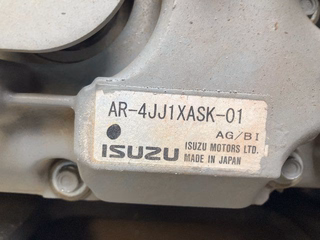 AR-4JJ1XASK-01
AG/BI
ISUZU ISUZU MOTORS LTD.
MADE IN JAPAN